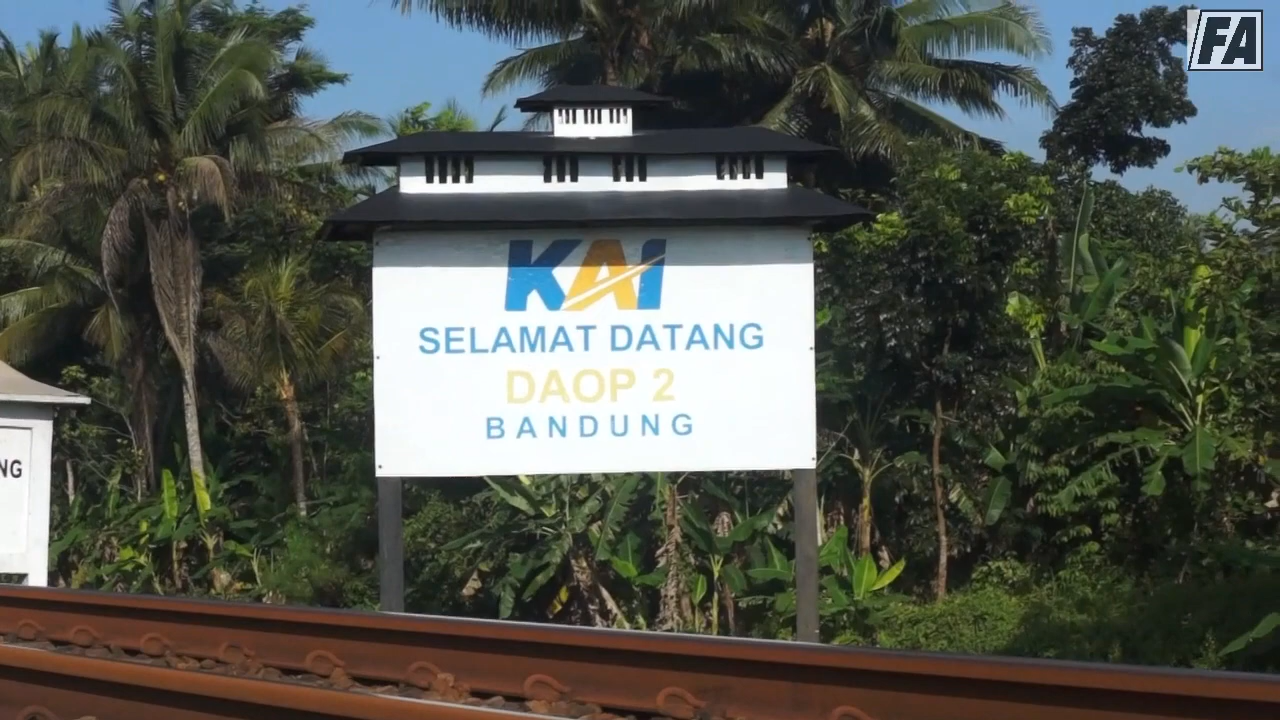 FA
KAI
SELAMAT DATANG
DAOP 2
BANDUNG
NG